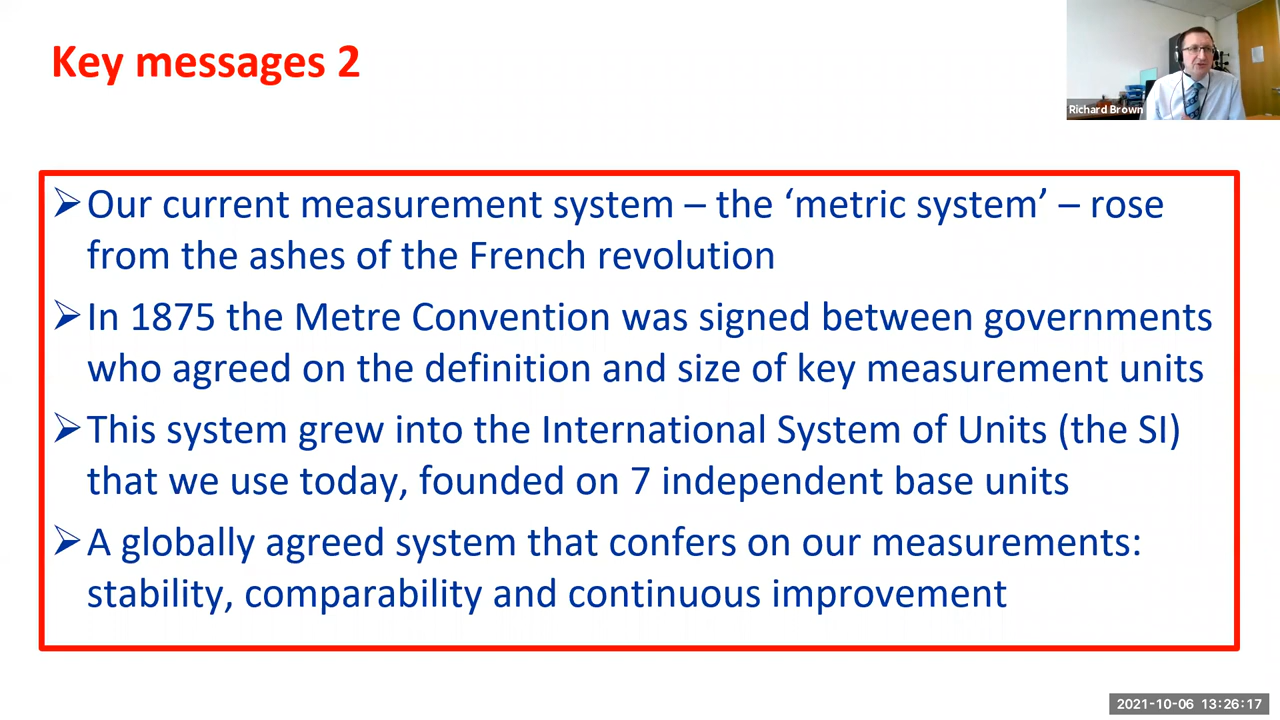 Key messages 2
Richard Brown
➢Our current measurement system – the ‘metric system’ – rose
from the ashes of the French revolution
➢In 1875 the Metre Convention was signed between governments
who agreed on the definition and size of key measurement units
➢This system grew into the International System of Units (the SI)
that we use today, founded on 7 independent base units
➢A globally agreed system that confers on our measurements:
stability, comparability and continuous improvement
2021-10-06 13:26:17